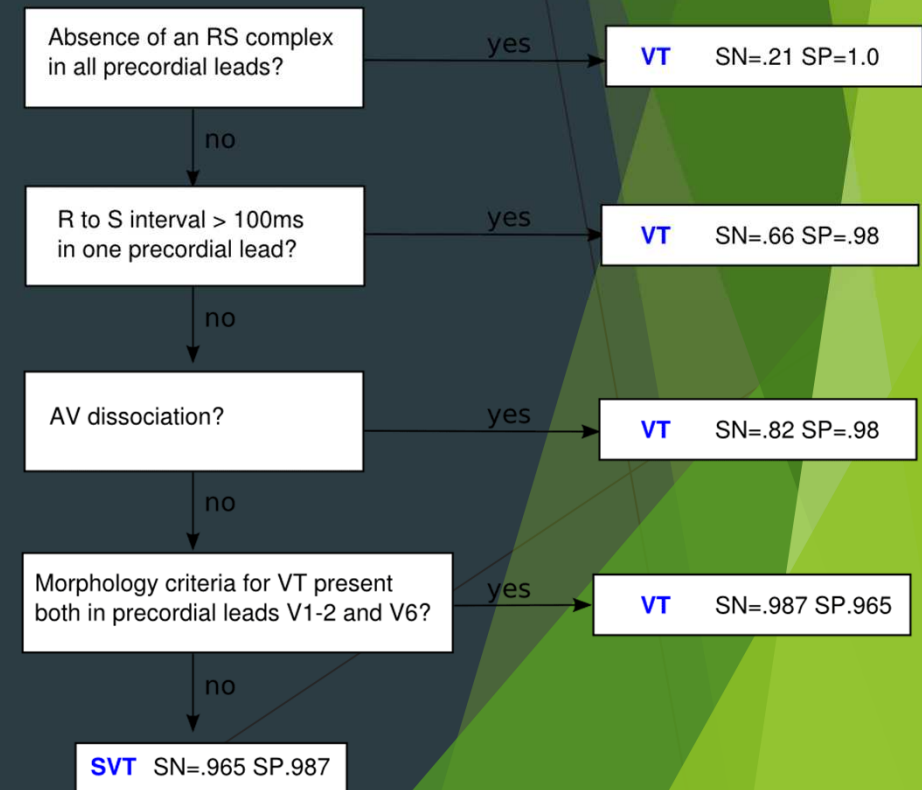 Absence of an RS complex
in all precordial leads?
yes
VT SN=.21 SP=1.0
no
R to S interval > 100ms
in one precordial lead?
yes
VT SN=.66 SP=.98
no
AV dissociation?
yes
VT SN=.82 SP=.98
no
Morphology criteria for VT present
both in precordial leads V1-2 and V6?
yes
VT SN=.987 SP.965
no
SVT SN=.965 SP.987